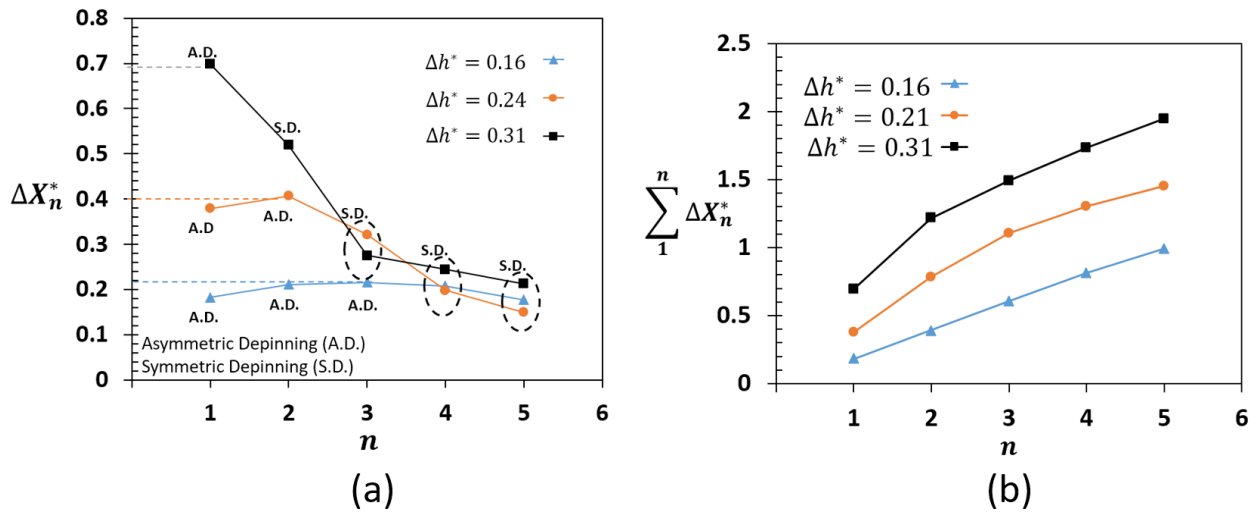 0.8
0.7
0.6
0.5
0.4
0.3
0.2
0.1
0
ΔX*ₙ
A.D.
S.D.
Δh* = 0.16
Δh* = 0.24
Δh* = 0.31
A.D
A.D.
S.D.
S.D.
S.D.
A.D.
A.D.
A.D.
Asymmetric Depinning (A.D.)
Symmetric Depinning (S.D.)
1 2 3 4 5 6
n
(a)
2.5
2
1.5
1
0.5
0
n
∑ ΔX*ₙ
1
Δh* = 0.16
Δh* = 0.21
Δh* = 0.31
1 2 3 4 5 6
n
(b)